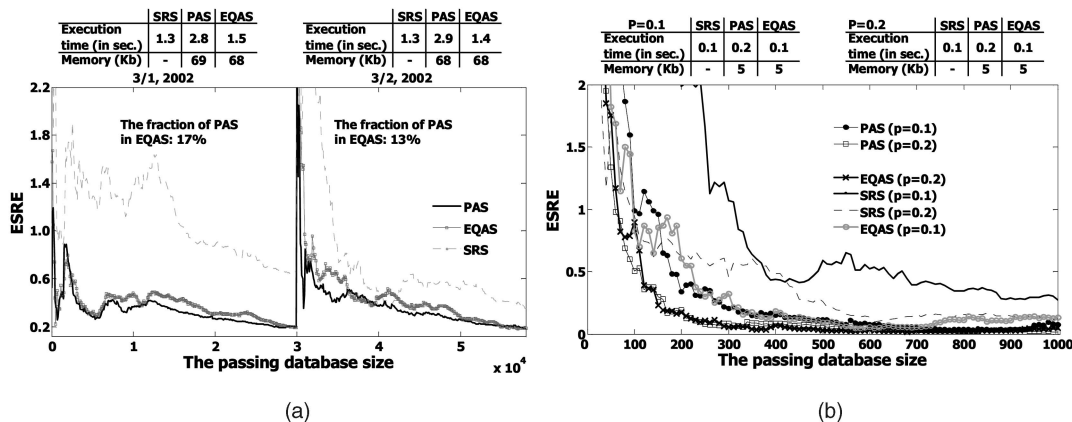 SRS PAS EQAS
Execution time (in sec.) 1.3 2.8 1.5
Memory (Kb) - 69 68
3/1, 2002
SRS PAS EQAS
Execution time (in sec.) 1.3 2.9 1.4
Memory (Kb) - 68 68
3/2, 2002
2.2
1.8
1.4
1.0
0.6
0.2
ESRE
The fraction of PAS
in EQAS: 17%
The fraction of PAS
in EQAS: 13%
PAS
EQAS
SRS
0 1 2 3 4 5
The passing database size
x 10^4
(a)
P=0.1 SRS PAS EQAS
Execution time (in sec.) 0.1 0.2 0.1
Memory (Kb) - 5 5
P=0.2 SRS PAS EQAS
Execution time (in sec.) 0.1 0.2 0.1
Memory (Kb) - 5 5
2
1.5
1
0.5
0
ESRE
PAS (p=0.1)
PAS (p=0.2)
EQAS (p=0.2)
SRS (p=0.1)
SRS (p=0.2)
EQAS (p=0.1)
0 100 200 300 400 500 600 700 800 900 1000
The passing database size
(b)